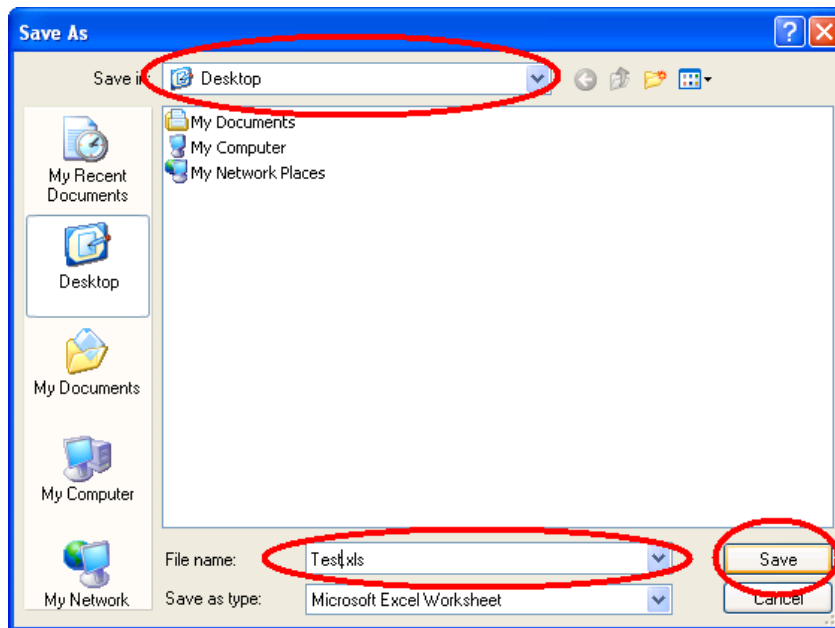 Save As
Save in:
Desktop
My Documents
My Computer
My Network Places
My Recent
Documents
Desktop
My Documents
My Computer
My Network
File name:
Test.xls
Save
Save as type:
Microsoft Excel Worksheet
Cancel